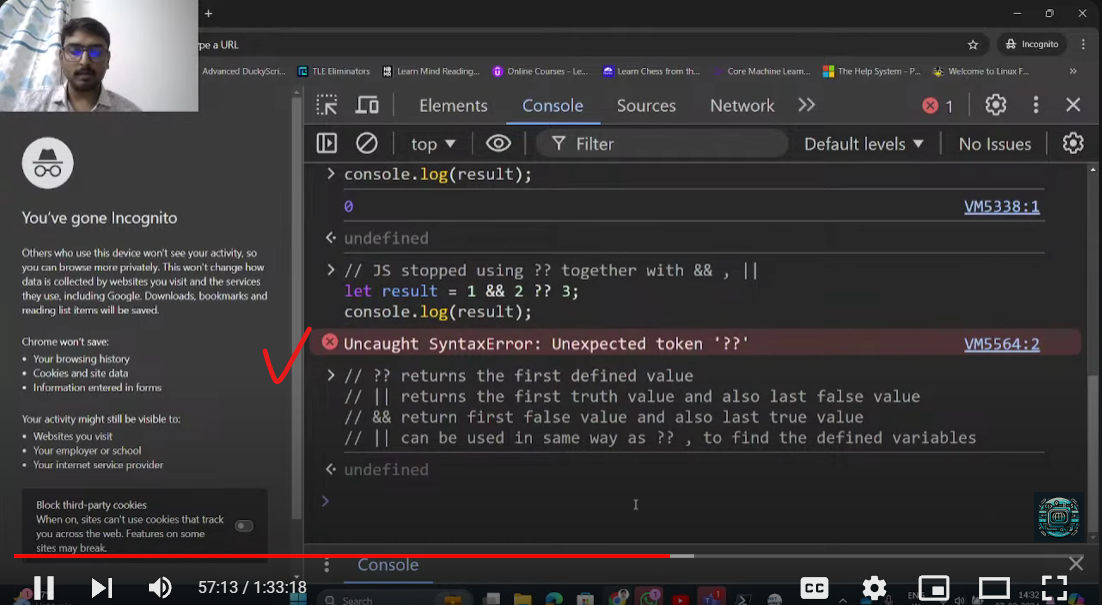 +
pe a URL
Incognito
Advanced DuckyScri...
TLE Eliminators
Learn Mind Reading...
Online Courses - Le...
Learn Chess from th...
Core Machine Learn...
The Help System - P...
Welcome to Linux F...
»
Elements
Console
Sources
Network
1
top
Filter
Default levels
No Issues
console.log(result);
0
VM5338:1
undefined
// JS stopped using ?? together with && , ||
let result = 1 && 2 ?? 3;
console.log(result);
Uncaught SyntaxError: Unexpected token '??'
VM5564:2
// ?? returns the first defined value
// || returns the first truth value and also last false value
// && return first false value and also last true value
// || can be used in same way as ?? , to find the defined variables
undefined
You've gone Incognito
Others who use this device won't see your activity, so
you can browse more privately. This won't change how
data is collected by websites you visit and the services
they use, including Google. Downloads, bookmarks and
reading list items will be saved.
Chrome won't save:
• Your browsing history
• Cookies and site data
• Information entered in forms
Your activity might still be visible to:
• Websites you visit
• Your employer or school
• Your internet service provider
Block third-party cookies
When on, sites can't use cookies that track
you across the web. Features on some
sites may break.
Console
57:13 / 1:33:18
CC
Search
14:32